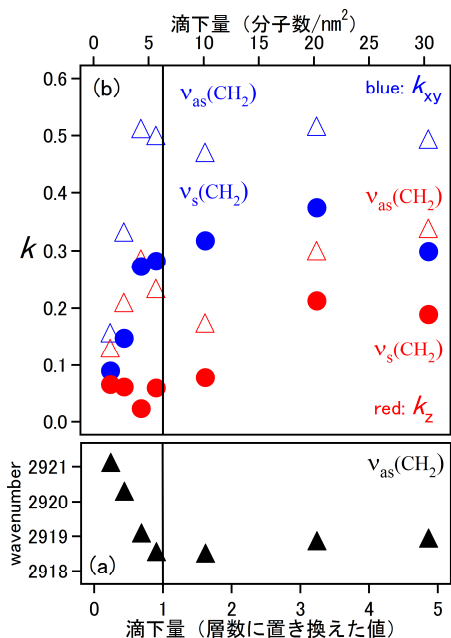 滴下量 (分子数/nm²)
0 5 10 15 20 25 30
(b)
ν_as(CH₂)
blue: k_xy
0.6
0.5
0.4
0.3
0.2
0.1
0.0
k
ν_s(CH₂)
ν_as(CH₂)
ν_s(CH₂)
red: k_z
wavenumber
2921
2920
2919
2918
ν_as(CH₂)
(a)
0 1 2 3 4 5
滴下量 (層数に置き換えた値)